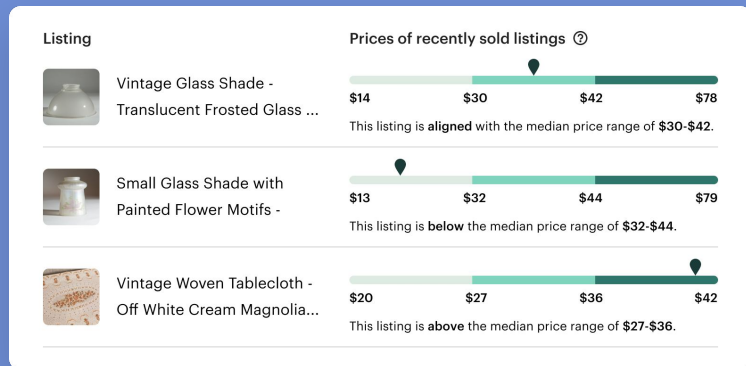 Listing
Prices of recently sold listings ?
Vintage Glass Shade -
Translucent Frosted Glass ...
$14 $30 $42 $78
This listing is aligned with the median price range of $30-$42.
Small Glass Shade with
Painted Flower Motifs -
$13 $32 $44 $79
This listing is below the median price range of $32-$44.
Vintage Woven Tablecloth -
Off White Cream Magnolia...
$20 $27 $36 $42
This listing is above the median price range of $27-$36.